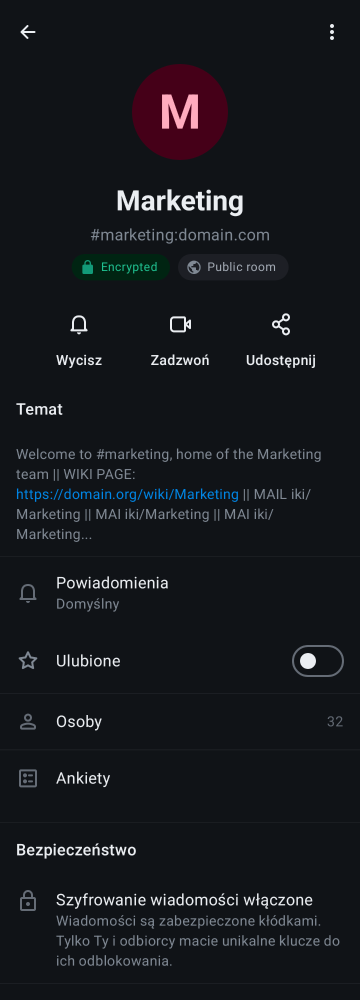 M
Marketing
#marketing:domain.com
Encrypted
Public room
Wycisz
Zadzwoń
Udostępnij
Temat
Welcome to #marketing, home of the Marketing
team || WIKI PAGE:
https://domain.org/wiki/Marketing || MAIL iki/
Marketing || MAI iki/Marketing || MAI iki/
Marketing...
Powiadomienia
Domyślny
Ulubione
Osoby
32
Ankiety
Bezpieczeństwo
Szyfrowanie wiadomości włączone
Wiadomości są zabezpieczone kłódkami.
Tylko Ty i odbiorcy macie unikalne klucze do
ich odblokowania.